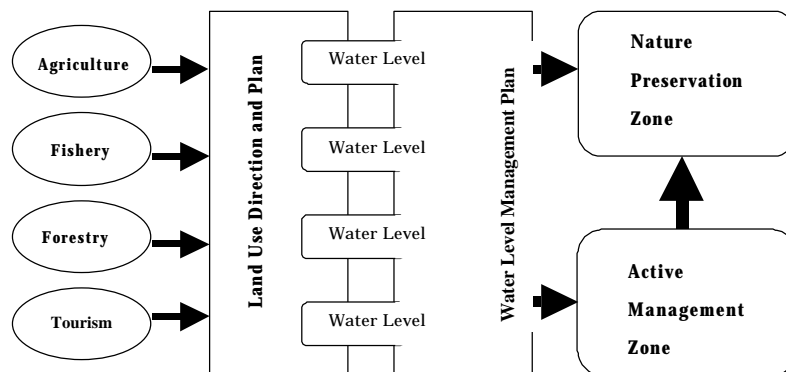 Agriculture
Fishery
Forestry
Tourism
Land Use Direction and Plan
Water Level
Water Level
Water Level
Water Level
Water Level Management Plan
Nature
Preservation
Zone
Active
Management
Zone